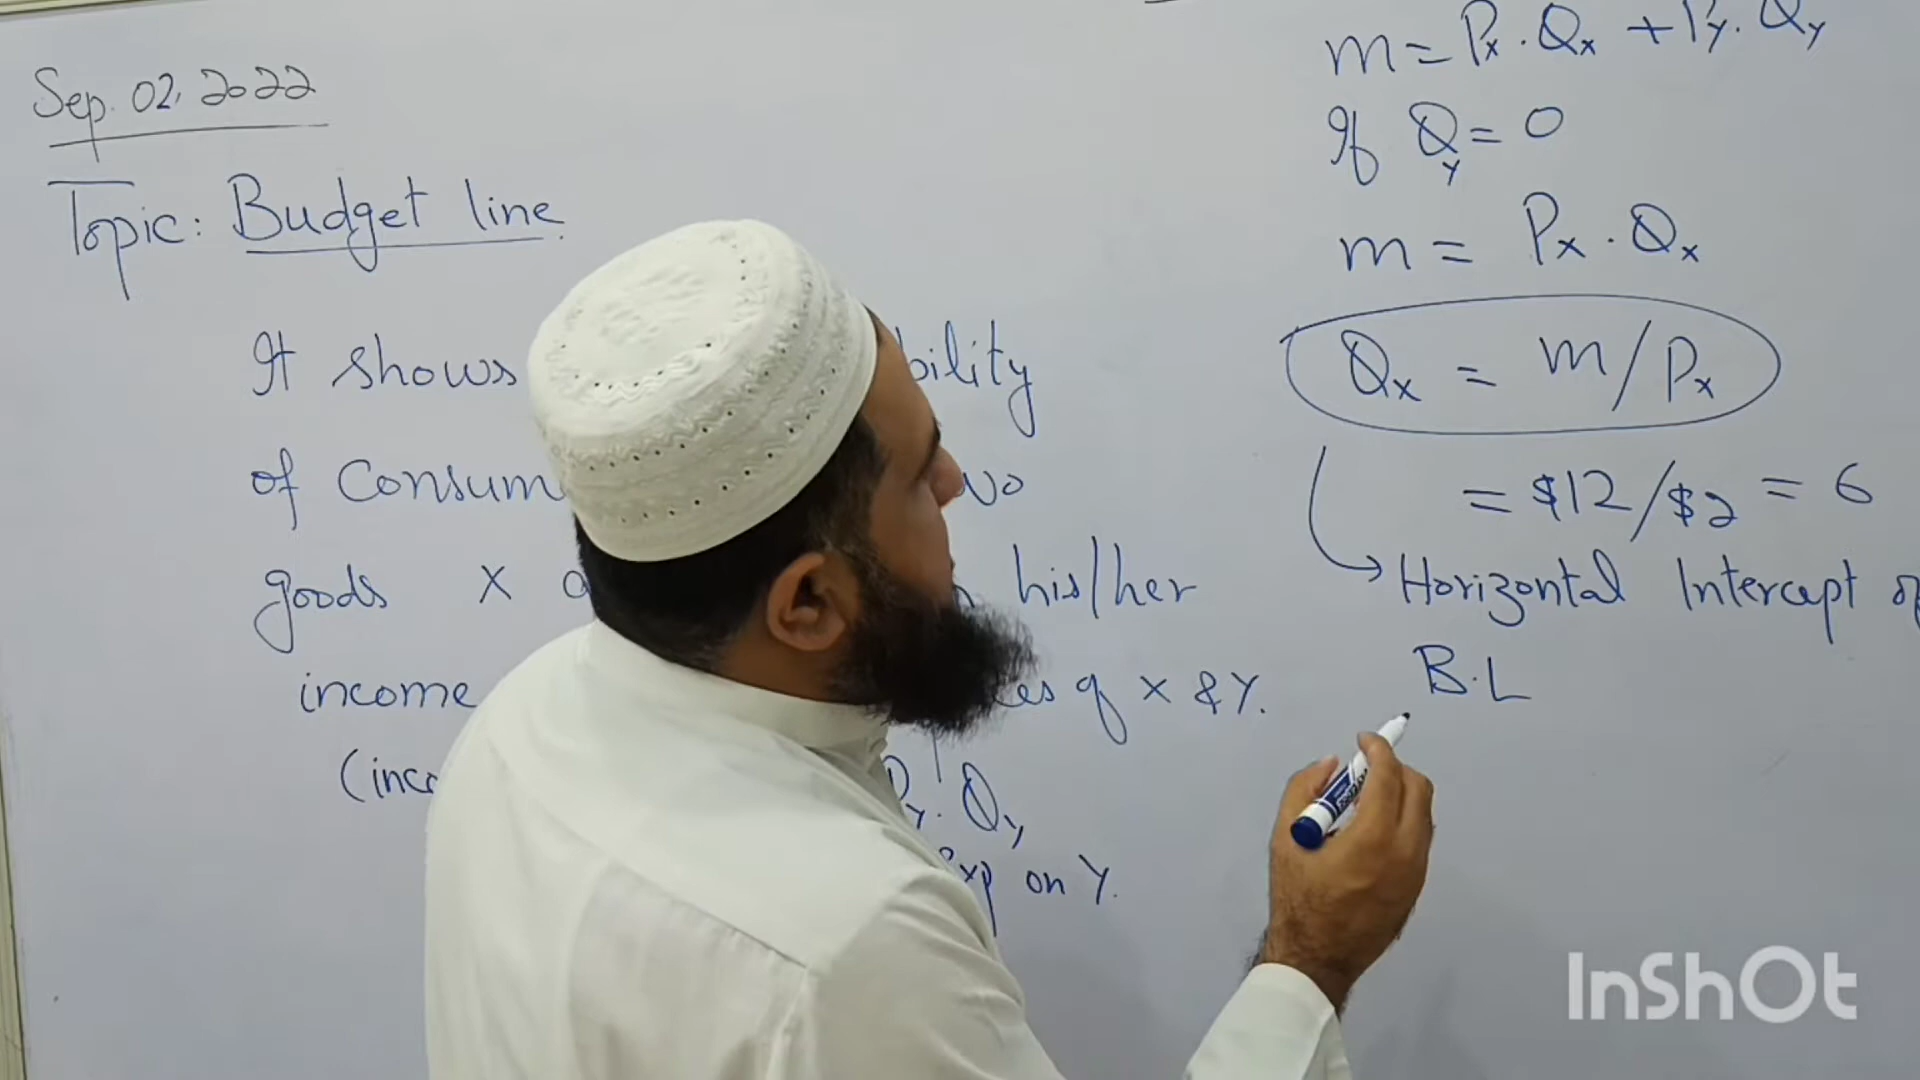 Sep. 02, 2022
Topic: Budget line.
It shows bility
of Consum wo
goods X his/her
income es of X & Y.
(inco Py. Qy
Exp on Y.
m = Px . Qx + Py. Qy
If Qy = 0
m = Px . Qx
Qx = m/Px
= $12/$2 = 6
Horizontal Intercept of
B.L
InShOt